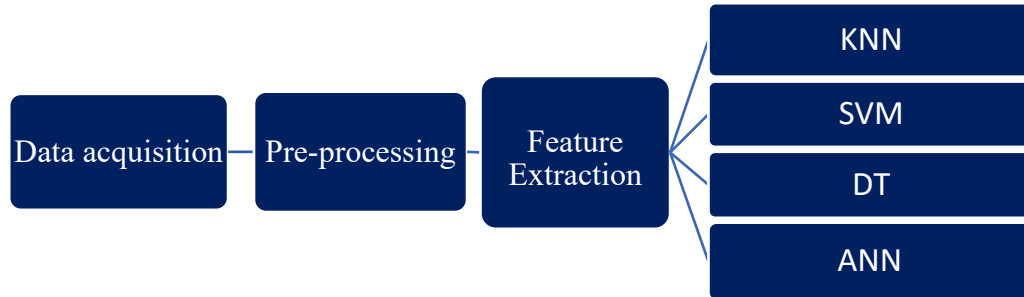 Data acquisition
Pre-processing
Feature
Extraction
KNN
SVM
DT
ANN